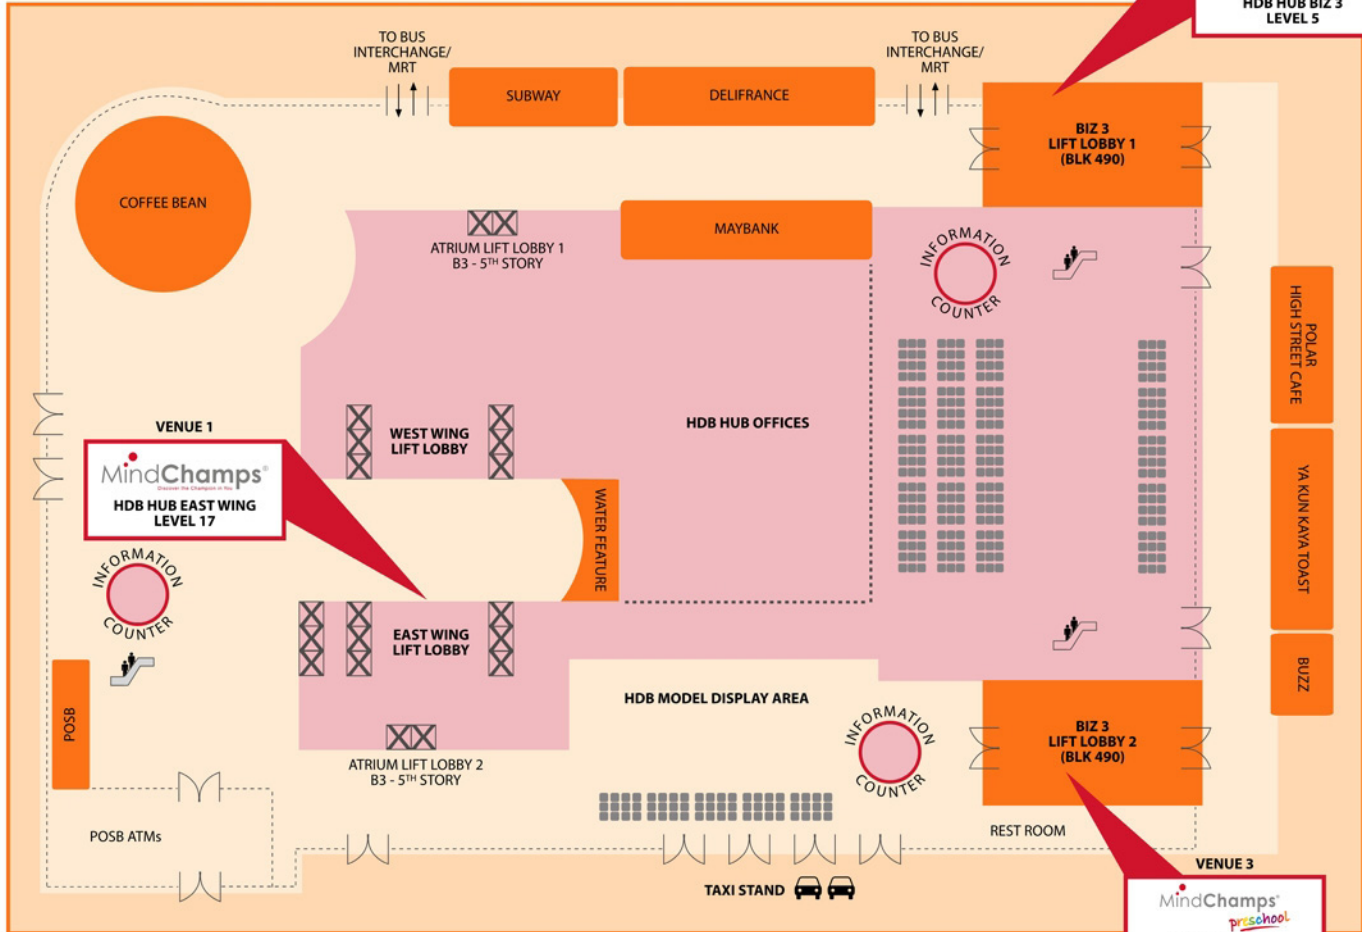 HDB HUB BIZ 3
LEVEL 5
TO BUS
INTERCHANGE/
MRT
SUBWAY
DELIFRANCE
TO BUS
INTERCHANGE/
MRT
BIZ 3
LIFT LOBBY 1
(BLK 490)
COFFEE BEAN
ATRIUM LIFT LOBBY 1
B3 - 5TH STORY
MAYBANK
INFORMATION
COUNTER
POLAR
HIGH STREET CAFE
VENUE 1
MindChamps®
Discover the Champion in You
HDB HUB EAST WING
LEVEL 17
WEST WING
LIFT LOBBY
HDB HUB OFFICES
WATER FEATURE
YA KUN KAYA TOAST
INFORMATION
COUNTER
EAST WING
LIFT LOBBY
BUZZ
POSB
HDB MODEL DISPLAY AREA
INFORMATION
COUNTER
BIZ 3
LIFT LOBBY 2
(BLK 490)
ATRIUM LIFT LOBBY 2
B3 - 5TH STORY
POSB ATMs
REST ROOM
TAXI STAND
VENUE 3
MindChamps®
preschool